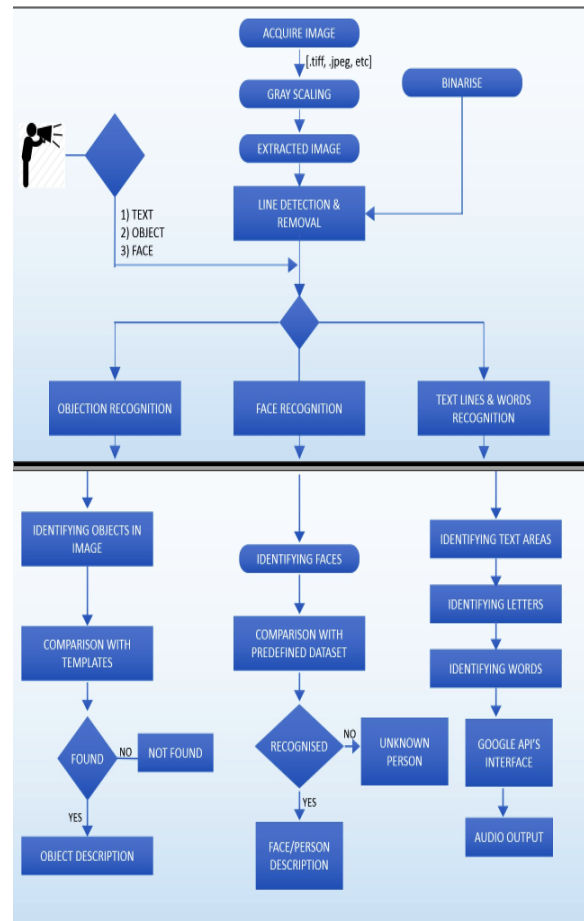 ACQUIRE IMAGE
[.tiff, .jpeg, etc]
GRAY SCALING
BINARISE
EXTRACTED IMAGE
LINE DETECTION &
REMOVAL
1) TEXT
2) OBJECT
3) FACE
OBJECTION RECOGNITION
FACE RECOGNITION
TEXT LINES & WORDS
RECOGNITION
IDENTIFYING OBJECTS IN
IMAGE
COMPARISON WITH
TEMPLATES
FOUND
NO
NOT FOUND
YES
OBJECT DESCRIPTION
IDENTIFYING FACES
COMPARISON WITH
PREDEFINED DATASET
RECOGNISED
NO
UNKNOWN
PERSON
YES
FACE/PERSON
DESCRIPTION
IDENTIFYING TEXT AREAS
IDENTIFYING LETTERS
IDENTIFYING WORDS
GOOGLE API'S
INTERFACE
AUDIO OUTPUT